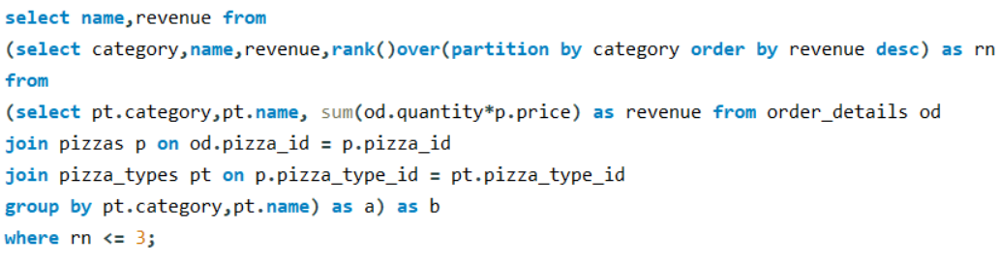 select name,revenue from
(select category,name,revenue,rank()over(partition by category order by revenue desc) as rn
from
(select pt.category,pt.name, sum(od.quantity*p.price) as revenue from order_details od
join pizzas p on od.pizza_id = p.pizza_id
join pizza_types pt on p.pizza_type_id = pt.pizza_type_id
group by pt.category,pt.name) as a) as b
where rn <= 3;